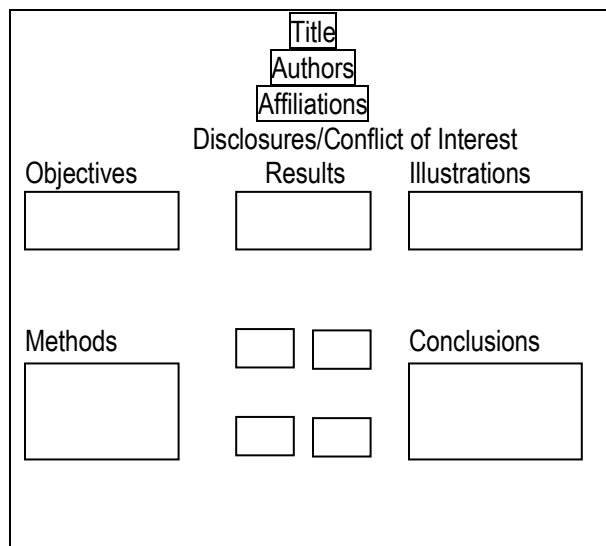 Title
Authors
Affiliations
Disclosures/Conflict of Interest
Objectives Results Illustrations
Methods Conclusions